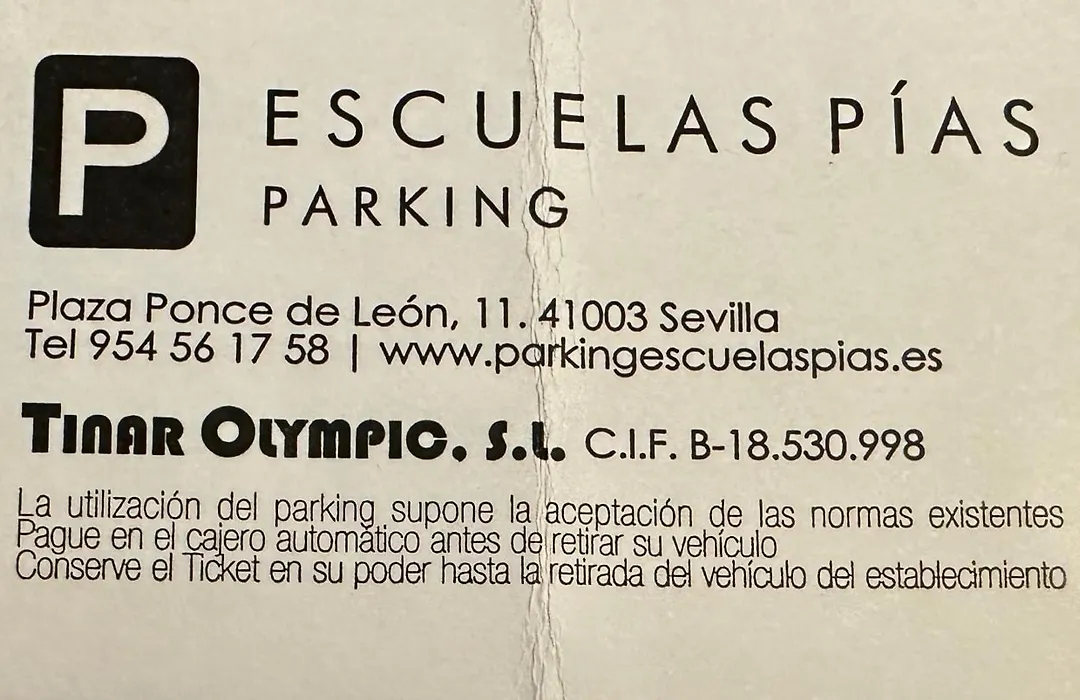 P
ESCUELAS PÍAS
PARKING
Plaza Ponce de León, 11. 41003 Sevilla
Tel 954 56 17 58 | www.parkingescuelaspias.es
TINAR OLYMPIC, S.L. C.I.F. B-18.530.998
La utilización del parking supone la aceptación de las normas existentes
Pague en el cajero automático antes de retirar su vehículo
Conserve el Ticket en su poder hasta la retirada del vehículo del establecimiento